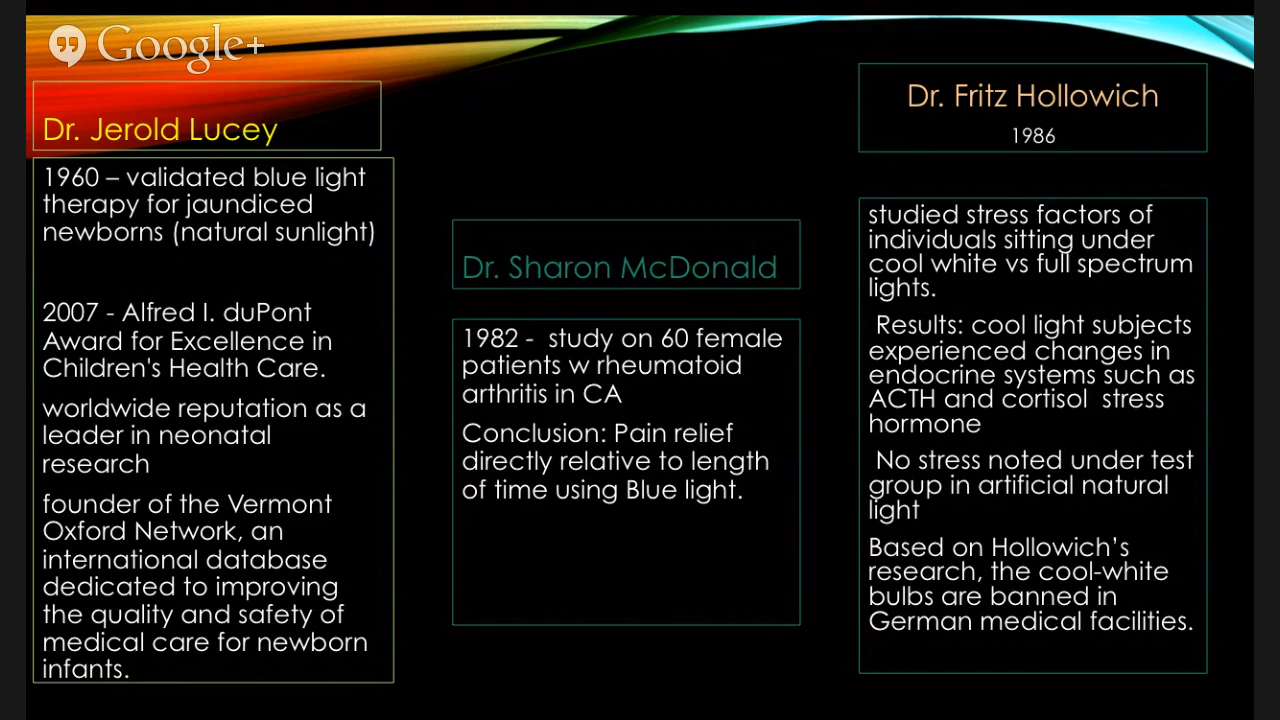 Google+
Dr. Jerold Lucey
1960 – validated blue light
therapy for jaundiced
newborns (natural sunlight)
2007 - Alfred I. duPont
Award for Excellence in
Children's Health Care.
worldwide reputation as a
leader in neonatal
research
founder of the Vermont
Oxford Network, an
international database
dedicated to improving
the quality and safety of
medical care for newborn
infants.
Dr. Sharon McDonald
1982 -  study on 60 female
patients w rheumatoid
arthritis in CA
Conclusion: Pain relief
directly relative to length
of time using Blue light.
Dr. Fritz Hollowich
1986
studied stress factors of
individuals sitting under
cool white vs full spectrum
lights.
Results: cool light subjects
experienced changes in
endocrine systems such as
ACTH and cortisol  stress
hormone
No stress noted under test
group in artificial natural
light
Based on Hollowich’s
research, the cool-white
bulbs are banned in
German medical facilities.